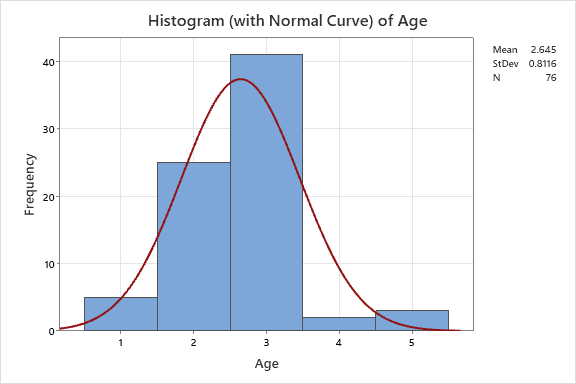 Histogram (with Normal Curve) of Age
Mean 2.645
StDev 0.8116
N 76
Frequency
40
30
20
10
0
1 2 3 4 5
Age